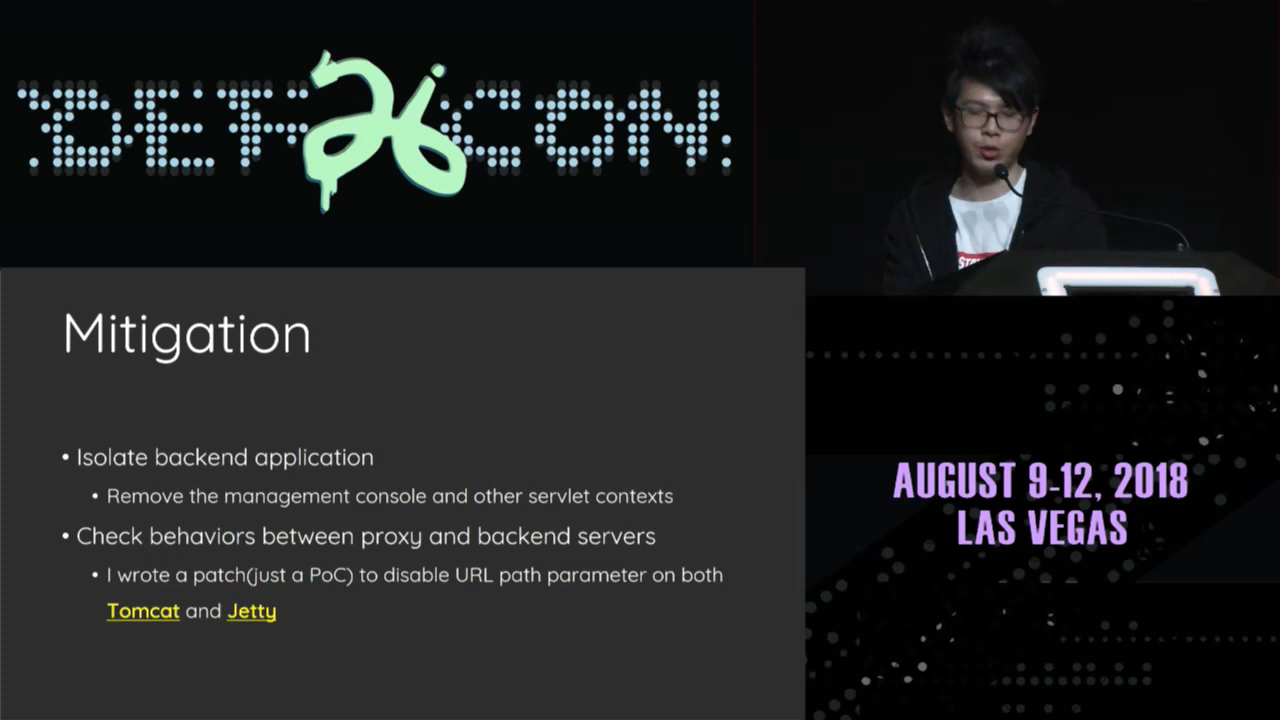 DEF 26 CON
Mitigation
• Isolate backend application
• Remove the management console and other servlet contexts
• Check behaviors between proxy and backend servers
• I wrote a patch(just a PoC) to disable URL path parameter on both
Tomcat and Jetty
AUGUST 9-12, 2018
LAS VEGAS